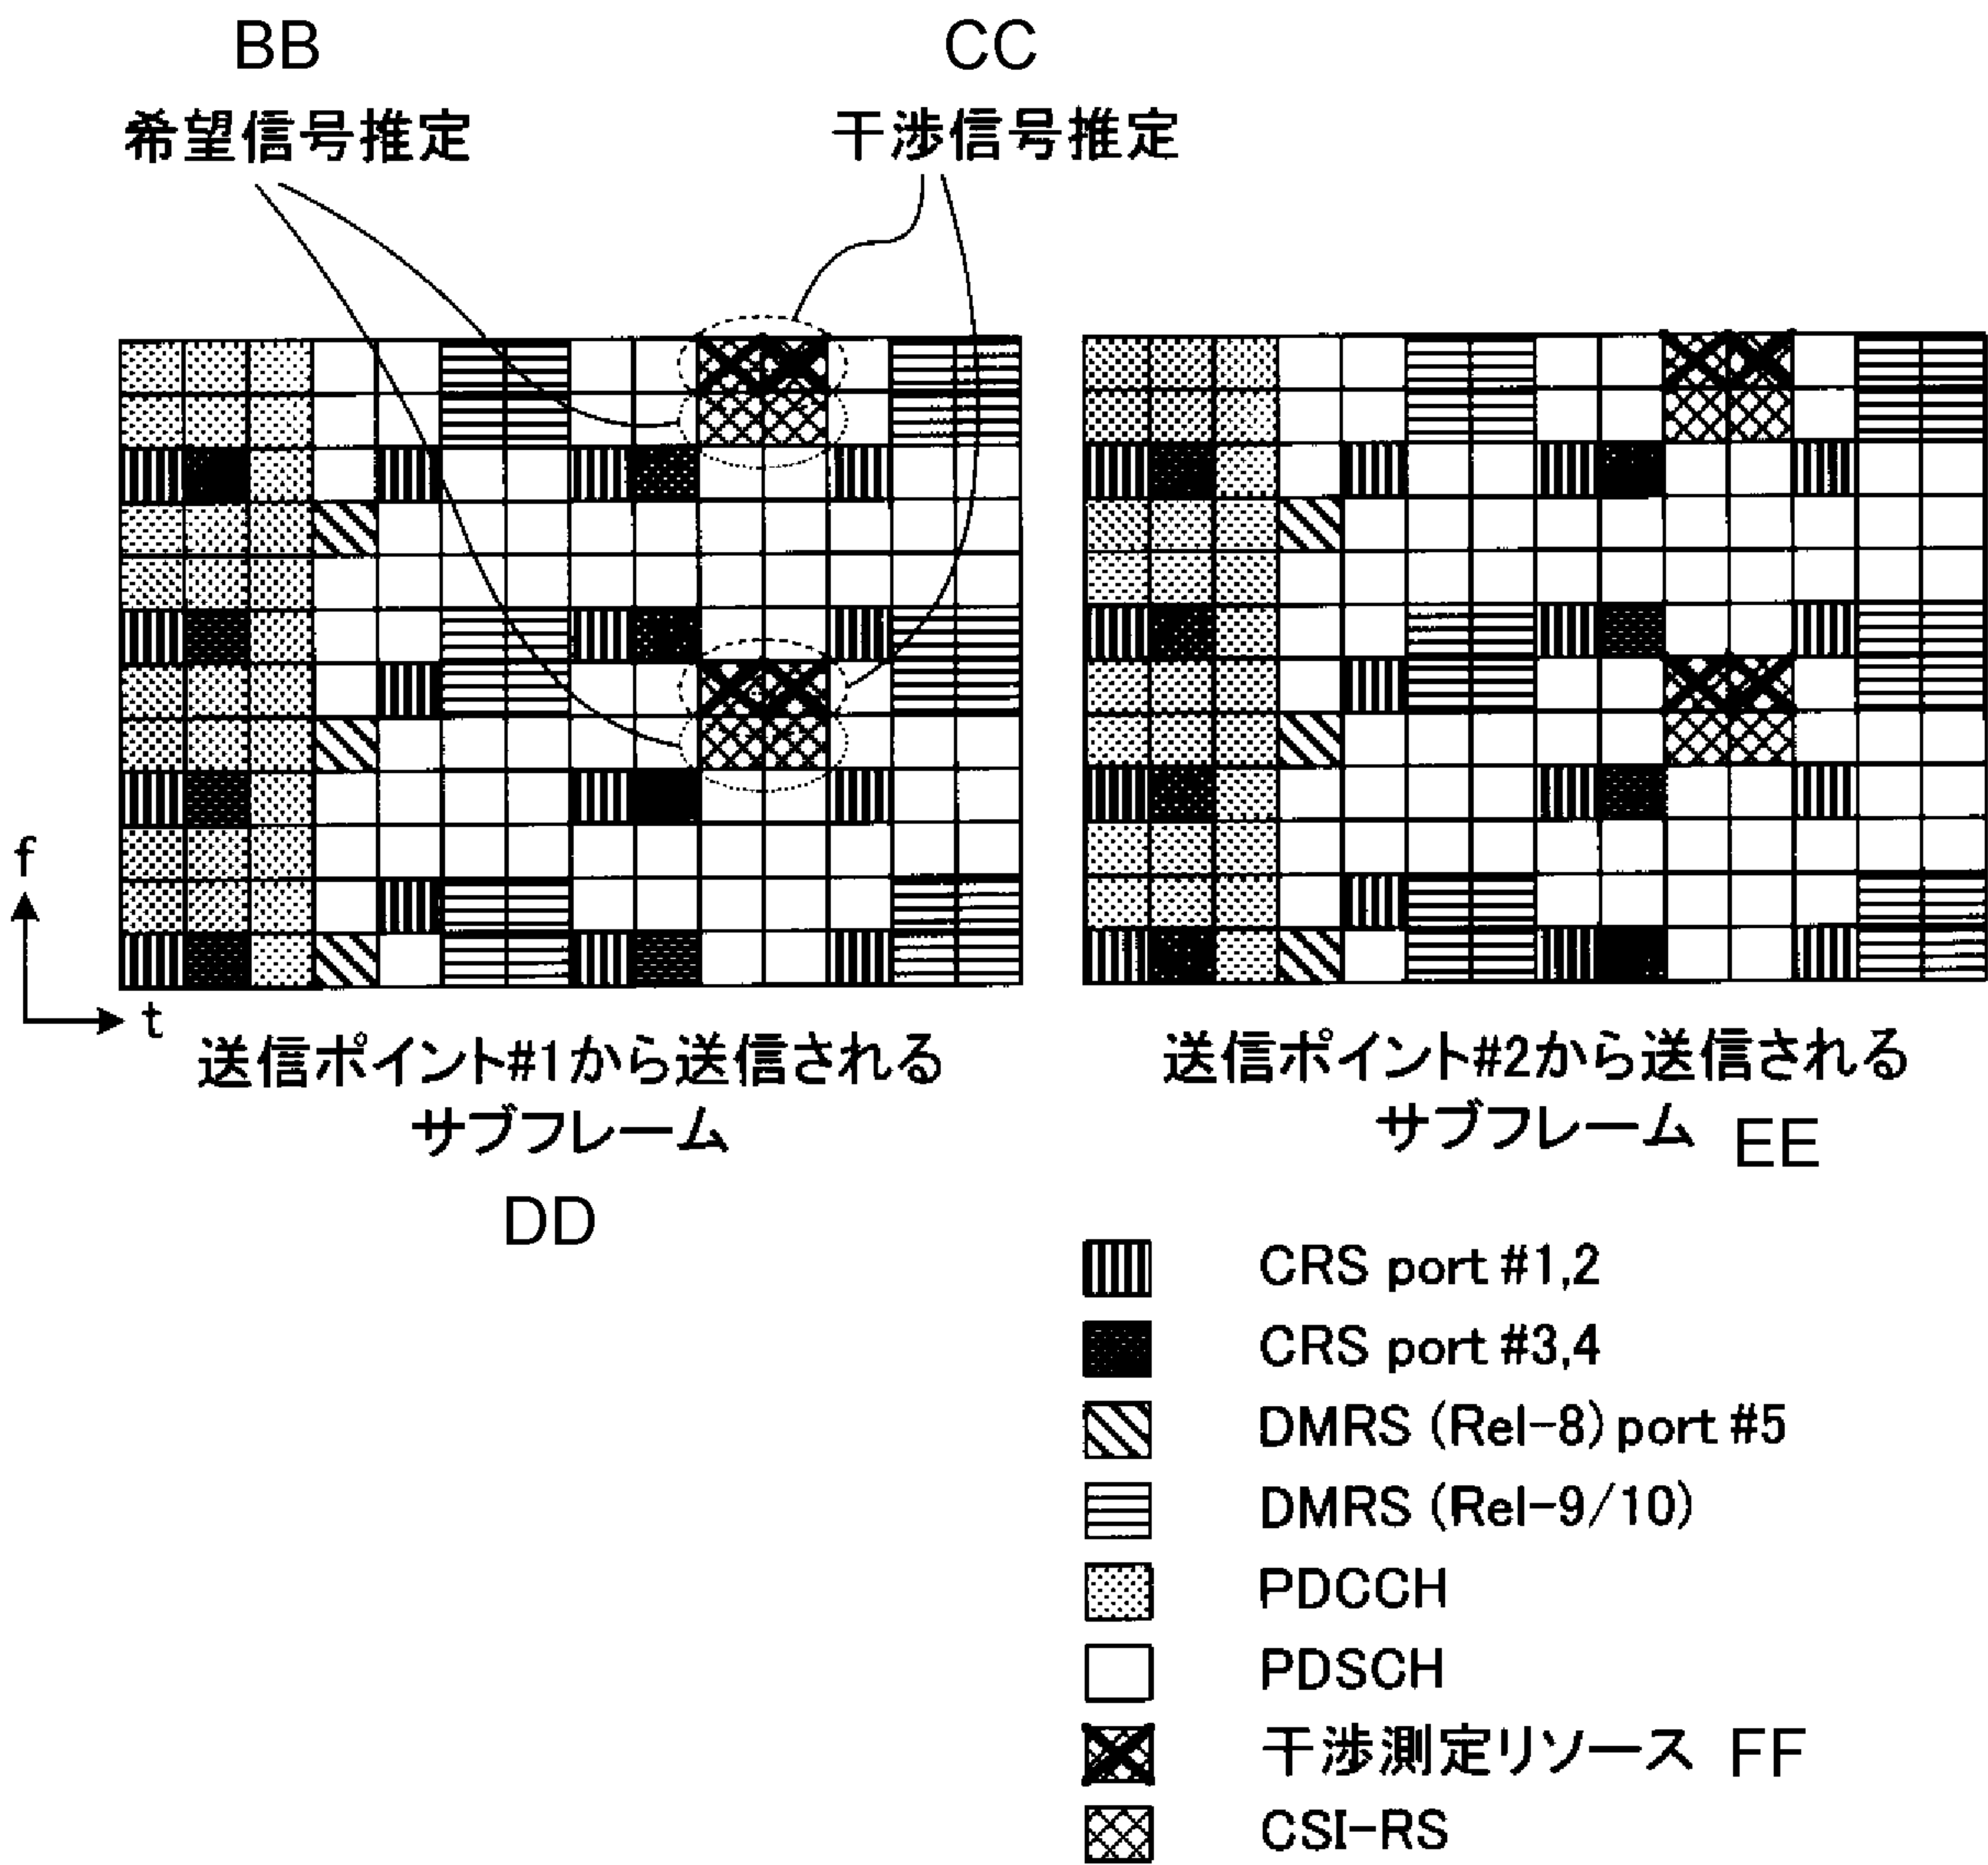 BB
CC
希望信号推定
干渉信号推定
f
t
送信ポイント#1から送信される
サブフレーム
DD
送信ポイント#2から送信される
サブフレーム EE
CRS port #1,2
CRS port #3,4
DMRS (Rel-8) port #5
DMRS (Rel-9/10)
PDCCH
PDSCH
干渉測定リソース FF
CSI-RS